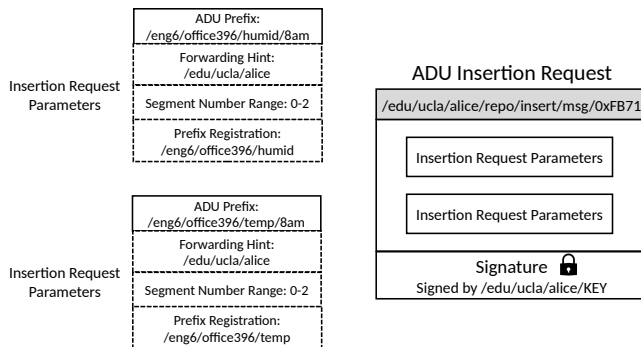 ADU Prefix:
/eng6/office396/humid/8am
Forwarding Hint:
/edu/ucla/alice
Insertion Request
Parameters
Segment Number Range: 0-2
Prefix Registration:
/eng6/office396/humid
ADU Prefix:
/eng6/office396/temp/8am
Forwarding Hint:
/edu/ucla/alice
Insertion Request
Parameters
Segment Number Range: 0-2
Prefix Registration:
/eng6/office396/temp
ADU Insertion Request
/edu/ucla/alice/repo/insert/msg/0xFB71
Insertion Request Parameters
Insertion Request Parameters
Signature
Signed by /edu/ucla/alice/KEY